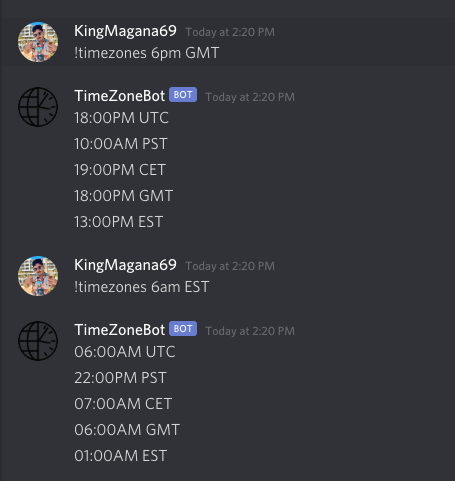 KingMagana69 Today at 2:20 PM
!timezones 6pm GMT
TimeZoneBot BOT Today at 2:20 PM
18:00PM UTC
10:00AM PST
19:00PM CET
18:00PM GMT
13:00PM EST
KingMagana69 Today at 2:20 PM
!timezones 6am EST
TimeZoneBot BOT Today at 2:20 PM
06:00AM UTC
22:00PM PST
07:00AM CET
06:00AM GMT
01:00AM EST